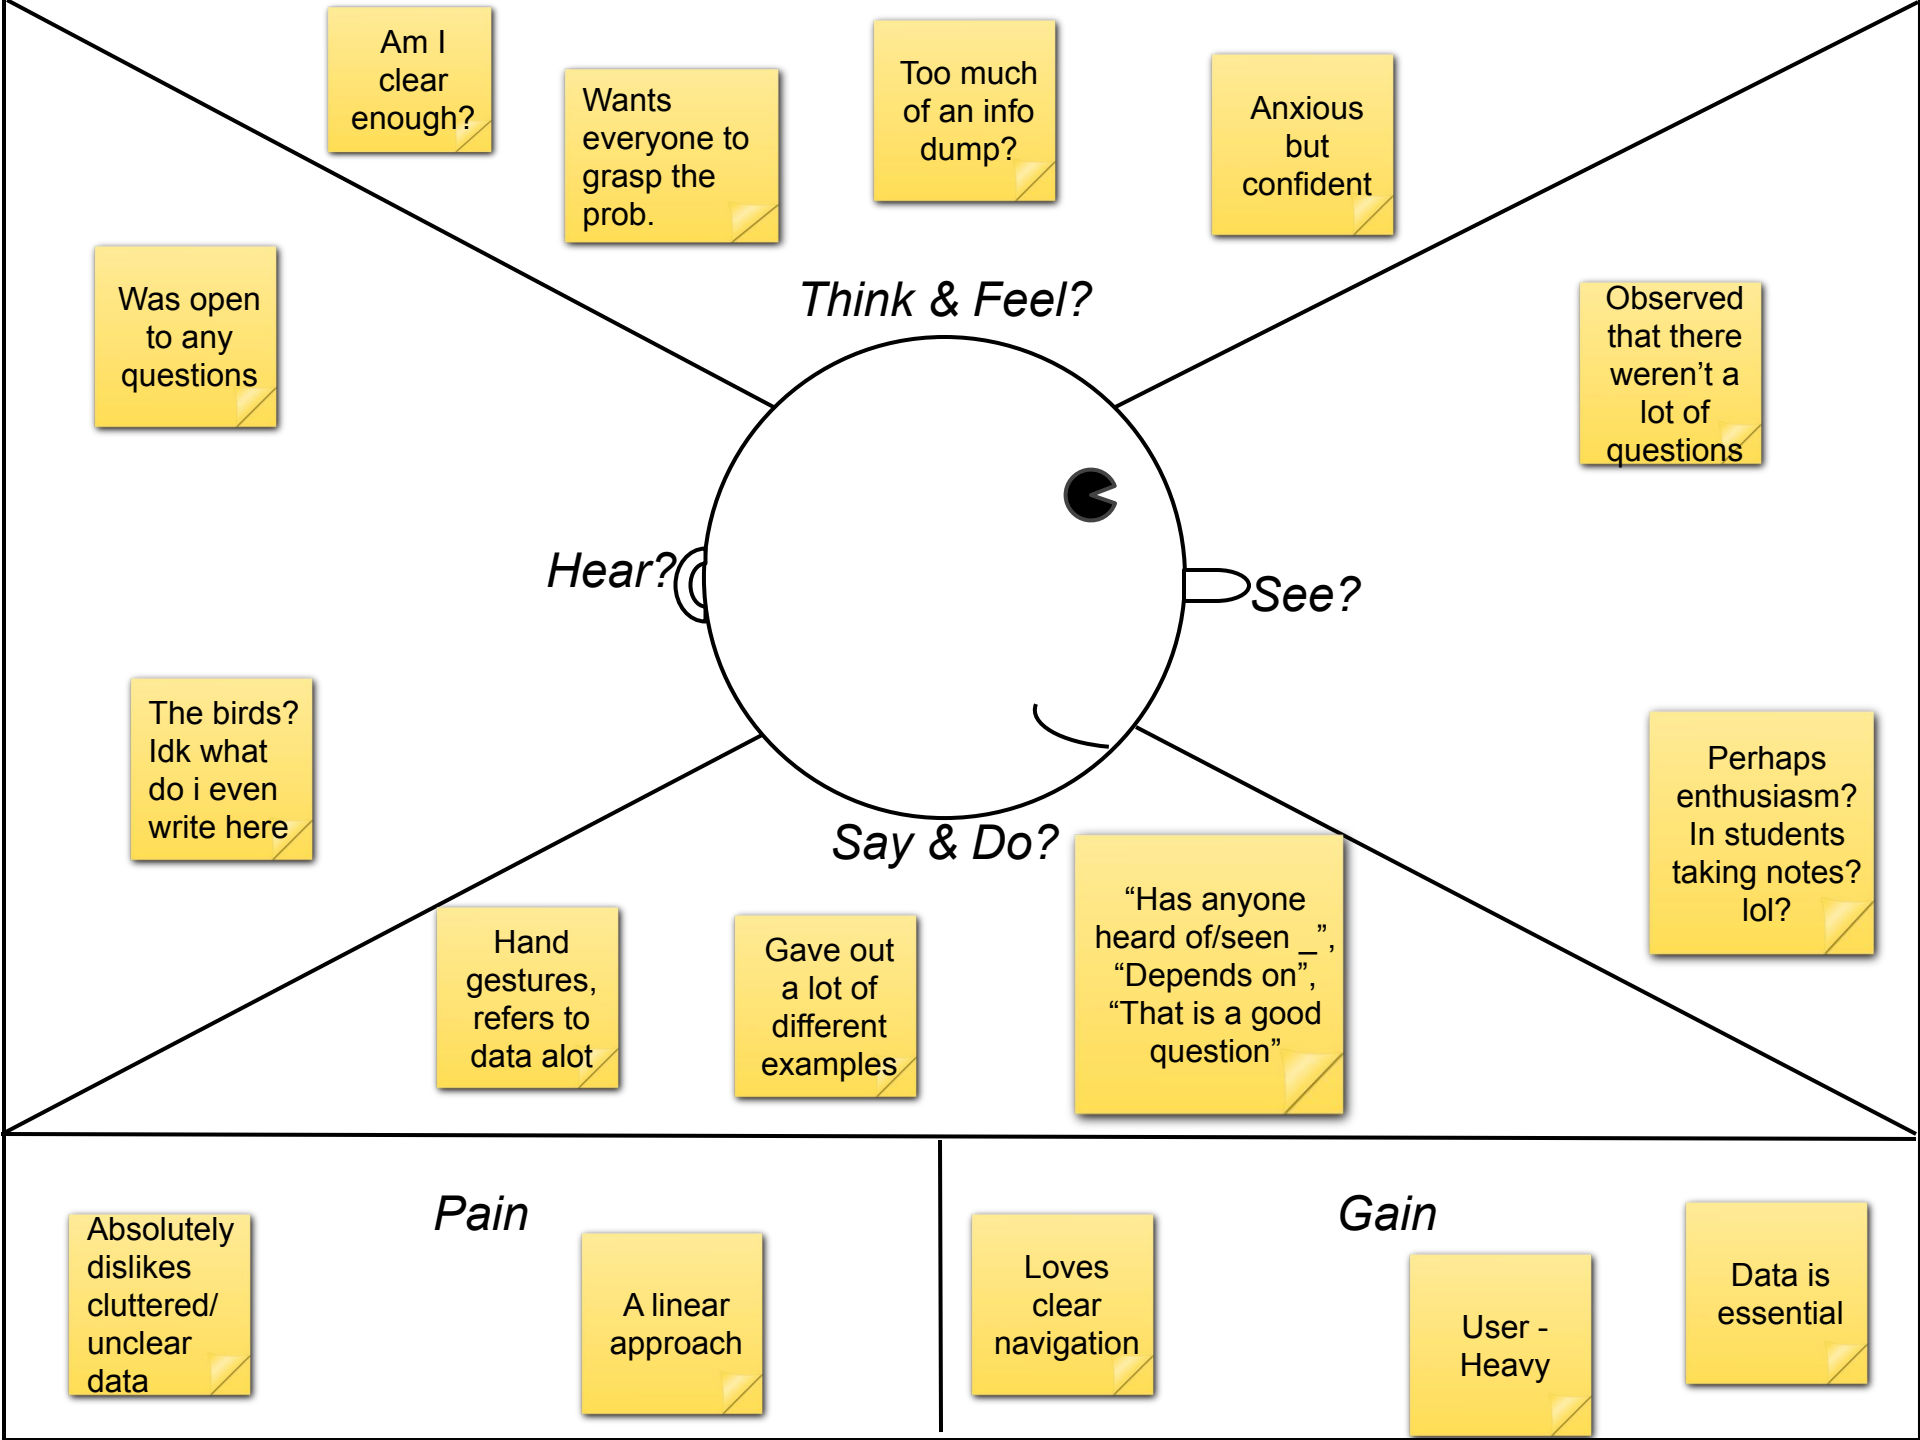 Am I
clear
enough?
Wants
everyone to
grasp the
prob.
Too much
of an info
dump?
Anxious
but
confident
Think & Feel?
Was open
to any
questions
Observed
that there
weren’t a
lot of
questions
Hear?
See?
The birds?
Idk what
do i even
write here
Perhaps
enthusiasm?
In students
taking notes?
lol?
Say & Do?
Hand
gestures,
refers to
data alot
Gave out
a lot of
different
examples
“Has anyone
heard of/seen _”,
“Depends on”,
“That is a good
question”
Pain
Absolutely
dislikes
cluttered/
unclear
data
A linear
approach
Gain
Loves
clear
navigation
User -
Heavy
Data is
essential